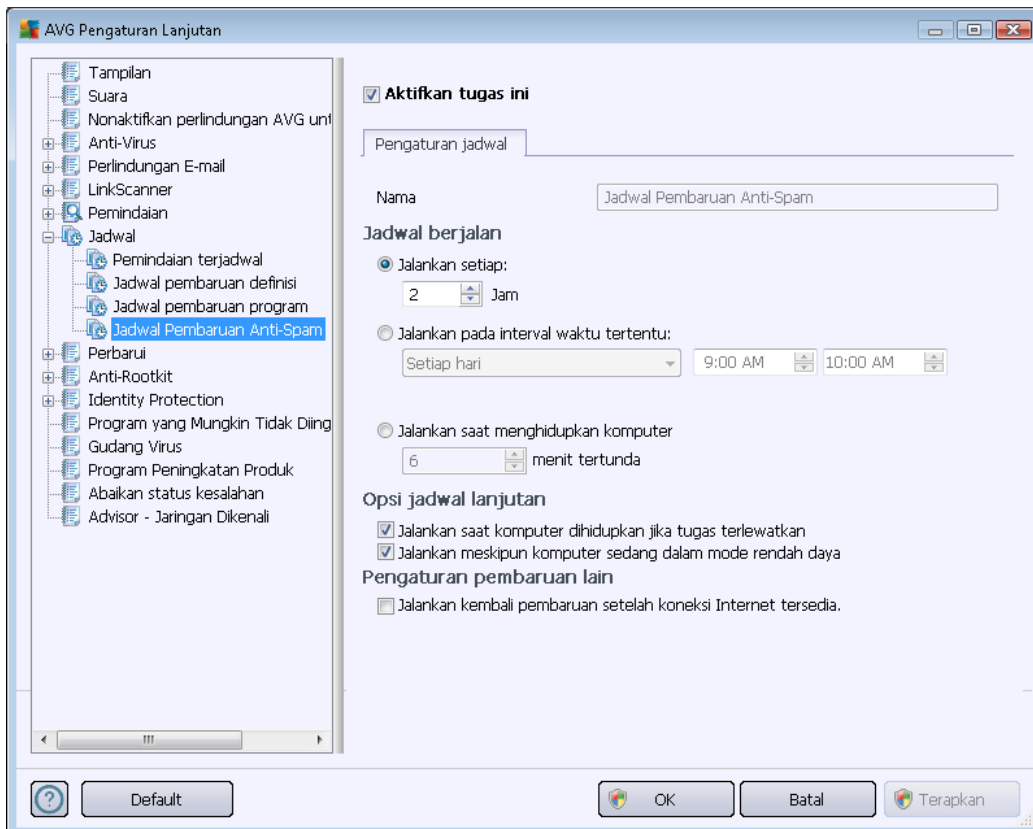 AVG Pengaturan Lanjutan
Tampilan
Suara
Nonaktifkan perlindungan AVG unt
Anti-Virus
Perlindungan E-mail
LinkScanner
Pemindaian
Jadwal
Pemindaian terjadwal
Jadwal pembaruan definisi
Jadwal pembaruan program
Jadwal Pembaruan Anti-Spam
Perbarui
Anti-Rootkit
Identity Protection
Program yang Mungkin Tidak Diing
Gudang Virus
Program Peningkatan Produk
Abaikan status kesalahan
Advisor - Jaringan Dikenali
Aktifkan tugas ini
Pengaturan jadwal
Nama Jadwal Pembaruan Anti-Spam
Jadwal berjalan
Jalankan setiap:
2 Jam
Jalankan pada interval waktu tertentu:
Setiap hari 9:00 AM 10:00 AM
Jalankan saat menghidupkan komputer
6 menit tertunda
Opsi jadwal lanjutan
Jalankan saat komputer dihidupkan jika tugas terlewatkan
Jalankan meskipun komputer sedang dalam mode rendah daya
Pengaturan pembaruan lain
Jalankan kembali pembaruan setelah koneksi Internet tersedia.
? Default OK Batal Terapkan